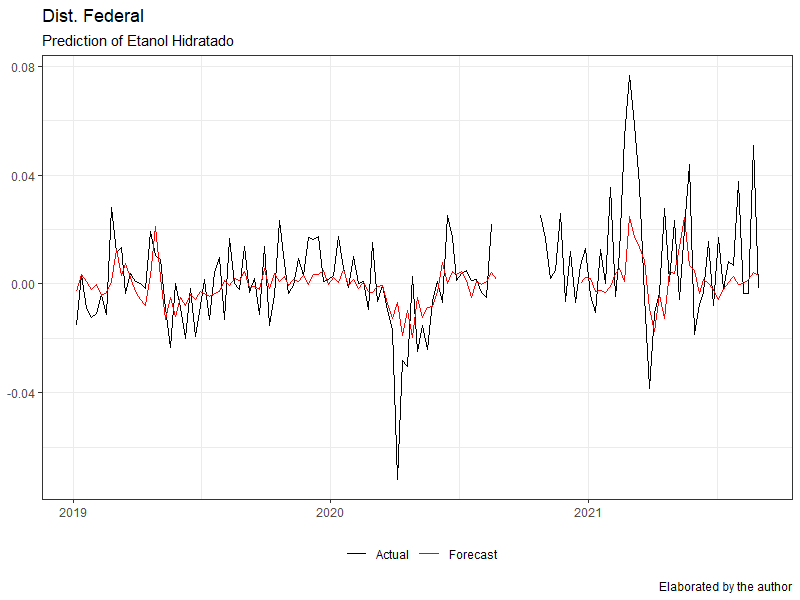 Dist. Federal
Prediction of Etanol Hidratado
0.08
0.04
0.00
-0.04
2019 2020 2021
Actual Forecast
Elaborated by the author